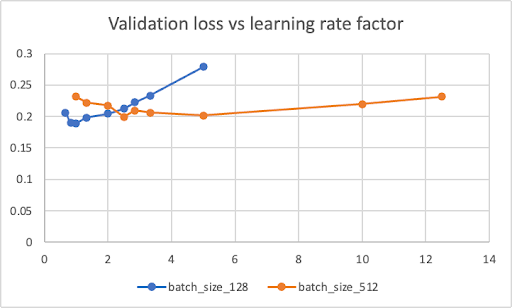 Validation loss vs learning rate factor
0.3
0.25
0.2
0.15
0.1
0.05
0
0 2 4 6 8 10 12 14
batch_size_128 batch_size_512